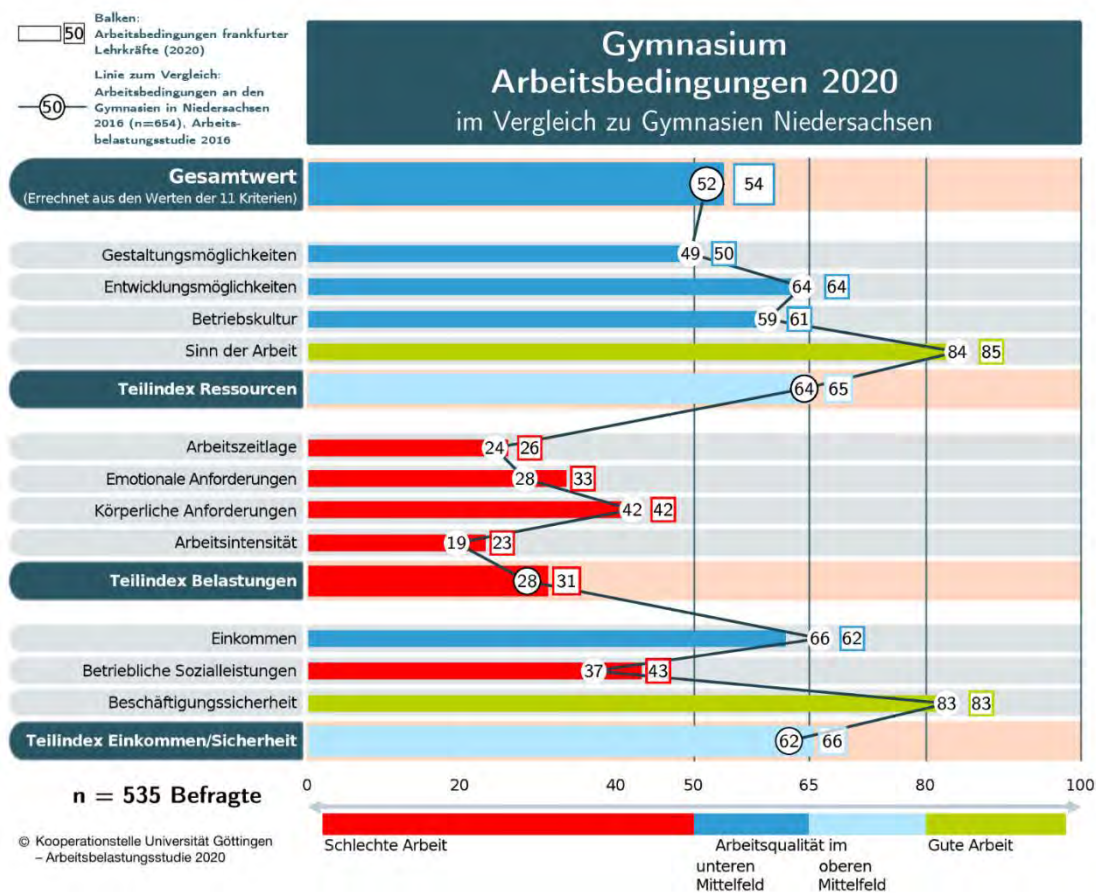 Balken:
50 Arbeitsbedingungen frankfurter
Lehrkräfte (2020)
Linie zum Vergleich:
Arbeitsbedingungen an den
50 Gymnasien in Niedersachsen
2016 (n=654), Arbeits-
belastungsstudie 2016
Gymnasium
Arbeitsbedingungen 2020
im Vergleich zu Gymnasien Niedersachsen
Gesamtwert 52 54
(Errechnet aus den Werten der 11 Kriterien)
Gestaltungsmöglichkeiten 49 50
Entwicklungsmöglichkeiten 64 64
Betriebskultur 59 61
Sinn der Arbeit 84 85
Teilindex Ressourcen 64 65
Arbeitszeitlage 24 26
Emotionale Anforderungen 28 33
Körperliche Anforderungen 42 42
Arbeitsintensität 19 23
Teilindex Belastungen 28 31
Einkommen 66 62
Betriebliche Sozialleistungen 37 43
Beschäftigungssicherheit 83 83
Teilindex Einkommen/Sicherheit 62 66
0 20 40 50 65 80 100
n = 535 Befragte
Schlechte Arbeit
Arbeitsqualität im
unteren Mittelfeld
oberen Mittelfeld
Gute Arbeit
© Kooperationstelle Universität Göttingen
– Arbeitsbelastungsstudie 2020